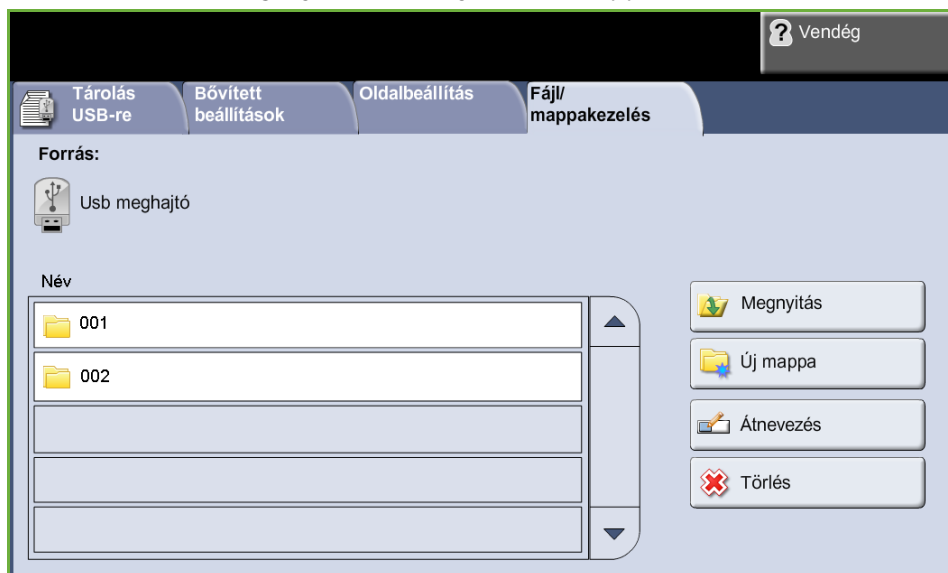 ? Vendég
Tárolás
USB-re
Bővített
beállítások
Oldalbeállítás
Fájl/
mappakezelés
Forrás:
Usb meghajtó
Név
001
002
Megnyitás
Új mappa
Átnevezés
Törlés